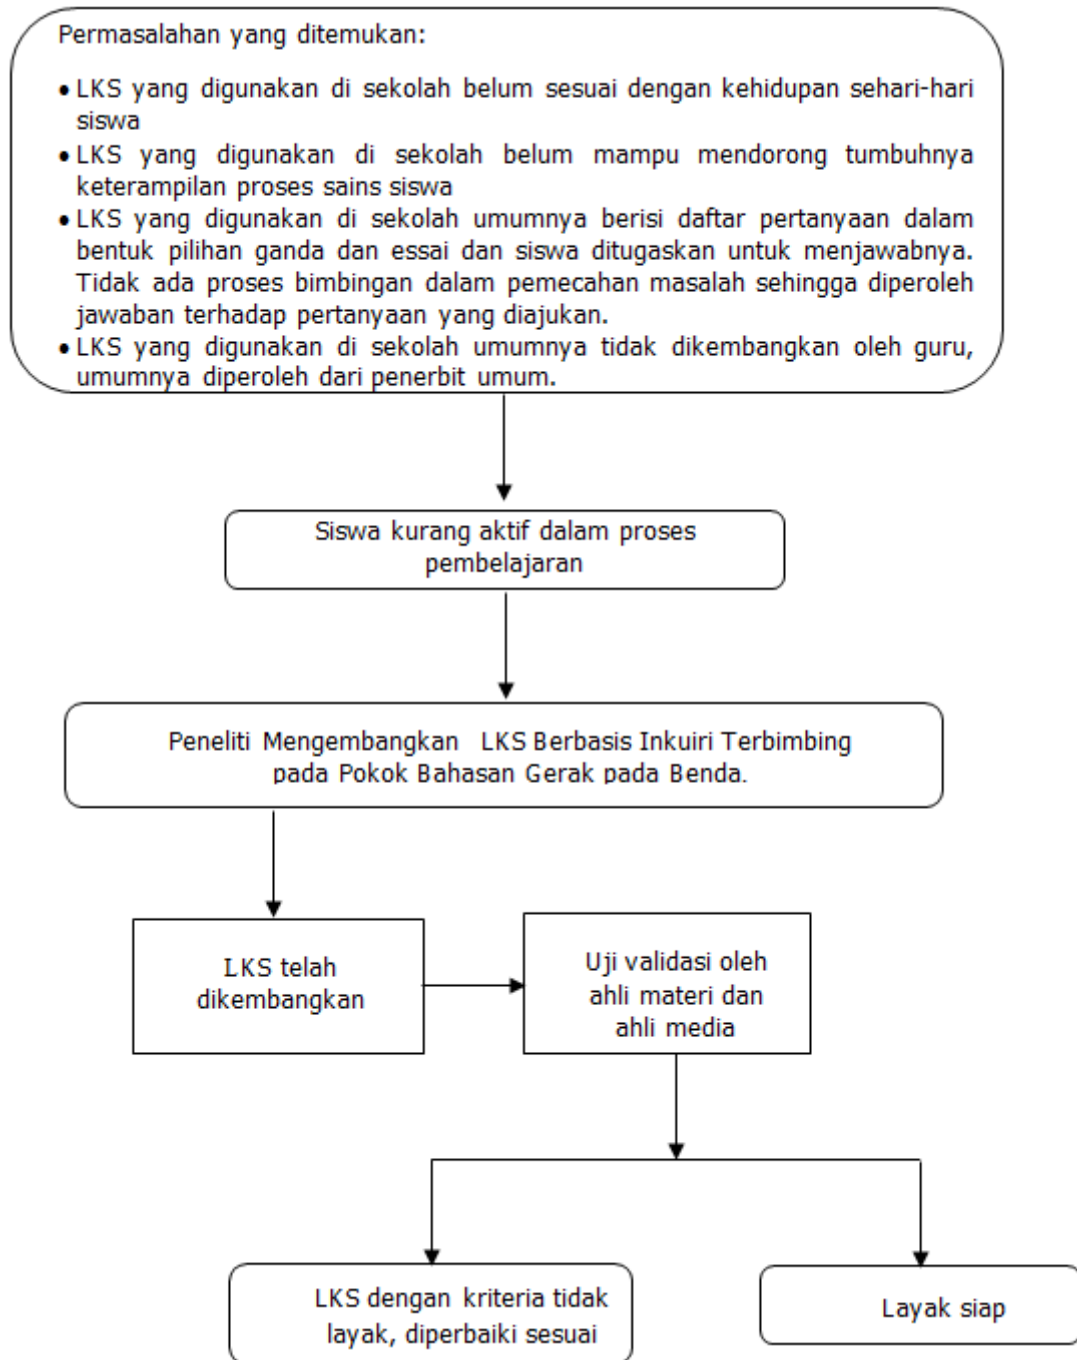 Permasalahan yang ditemukan:
• LKS yang digunakan di sekolah belum sesuai dengan kehidupan sehari-hari
siswa
• LKS yang digunakan di sekolah belum mampu mendorong tumbuhnya
keterampilan proses sains siswa
• LKS yang digunakan di sekolah umumnya berisi daftar pertanyaan dalam
bentuk pilihan ganda dan essai dan siswa ditugaskan untuk menjawabnya.
Tidak ada proses bimbingan dalam pemecahan masalah sehingga diperoleh
jawaban terhadap pertanyaan yang diajukan.
• LKS yang digunakan di sekolah umumnya tidak dikembangkan oleh guru,
umumnya diperoleh dari penerbit umum.
Siswa kurang aktif dalam proses
pembelajaran
Peneliti Mengembangkan LKS Berbasis Inkuiri Terbimbing
pada Pokok Bahasan Gerak pada Benda.
LKS telah
dikembangkan
Uji validasi oleh
ahli materi dan
ahli media
LKS dengan kriteria tidak
layak, diperbaiki sesuai
Layak siap